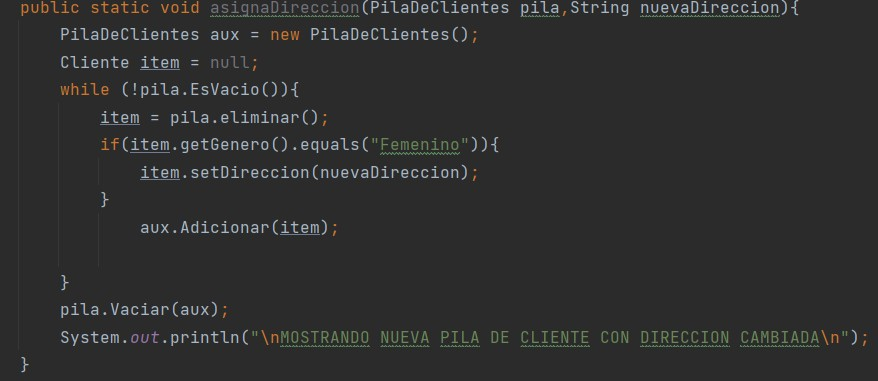 public static void asignaDireccion(PilaDeClientes pila,String nuevaDireccion){
    PilaDeClientes aux = new PilaDeClientes();
    Cliente item = null;
    while (!pila.EsVacio()){
        item = pila.eliminar();
        if(item.getGenero().equals("Femenino")){
            item.setDireccion(nuevaDireccion);
        }
            aux.Adicionar(item);
    }
    pila.Vaciar(aux);
    System.out.println("\nMOSTRANDO NUEVA PILA DE CLIENTE CON DIRECCION CAMBIADA\n");
}